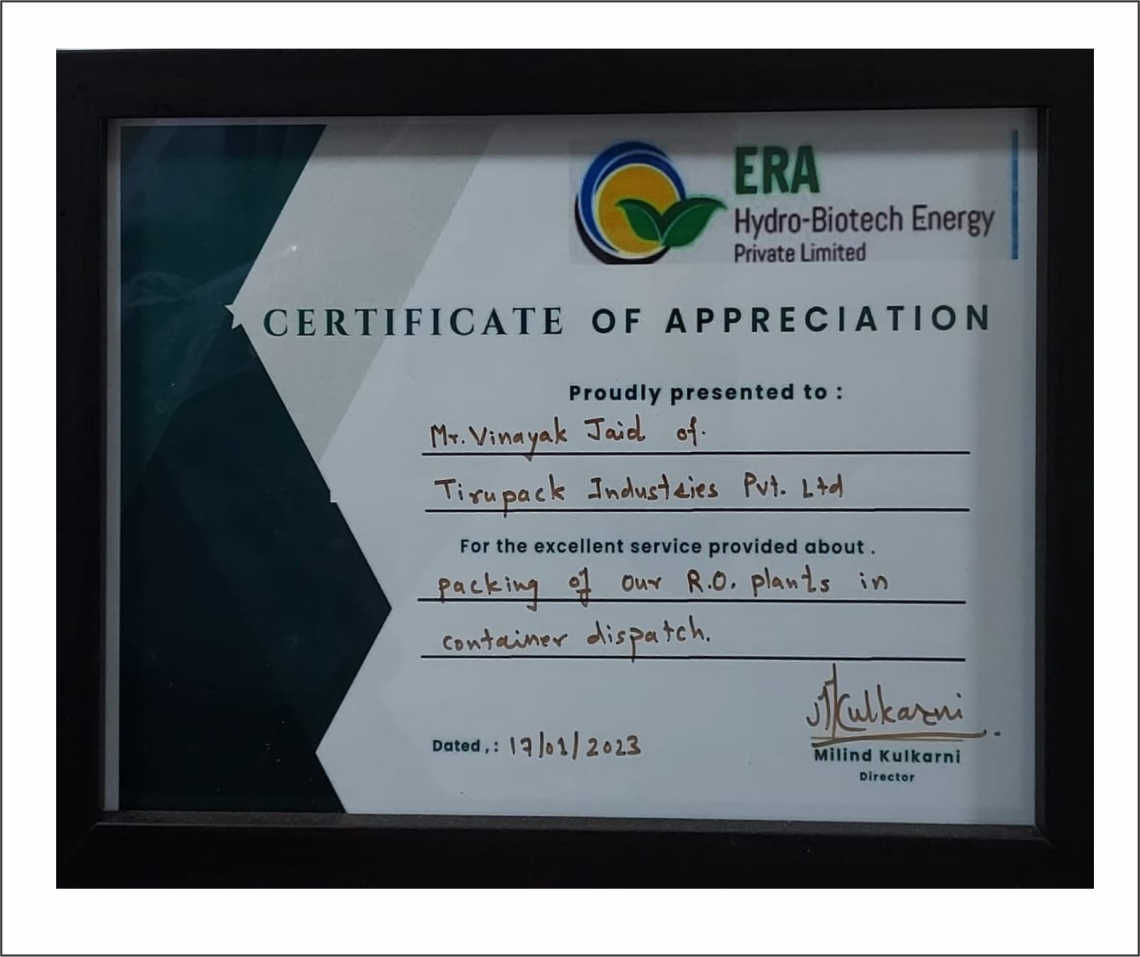 ERA
Hydro-Biotech Energy
Private Limited
CERTIFICATE OF APPRECIATION
Proudly presented to :
Mr. Vinayak Jaid of.
Tirupack Industries Pvt. Ltd
For the excellent service provided about .
packing of our R.O. plants in
container dispatch.
Kulkarni
Dated,: 17/01/2023
Milind Kulkarni
Director